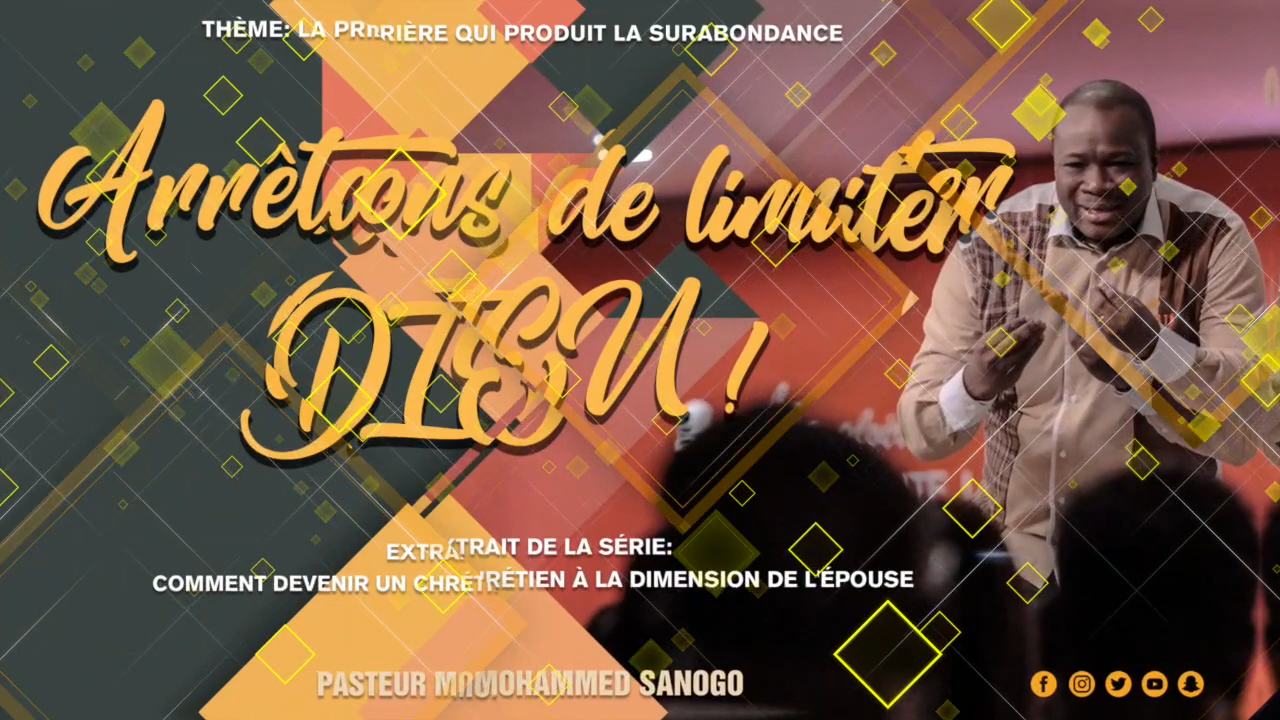 THÈME: LA PRIÈRE QUI PRODUIT LA SURABONDANCE
Arrêtons de limiter
DIEU !
EXTRAIT DE LA SÉRIE:
COMMENT DEVENIR UN CHRÉTIEN À LA DIMENSION DE L'ÉPOUSE
PASTEUR MOHAMMED SANOGO